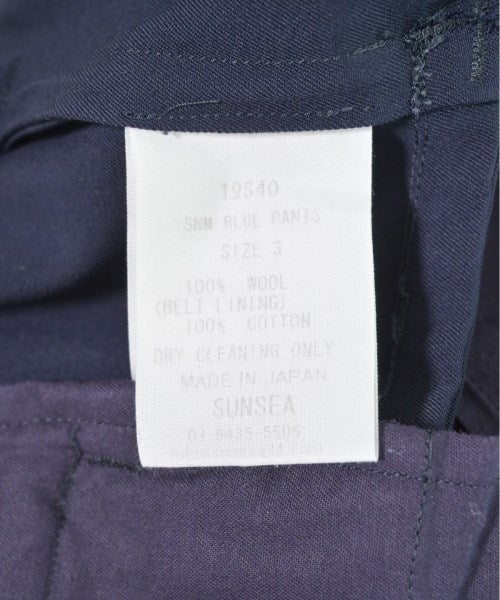 19S40
SNM-BLUE PANTS
SIZE 3
100% WOOL
(BELT LINING)
100% COTTON
DRY CLEANING ONLY
MADE IN JAPAN
SUNSEA